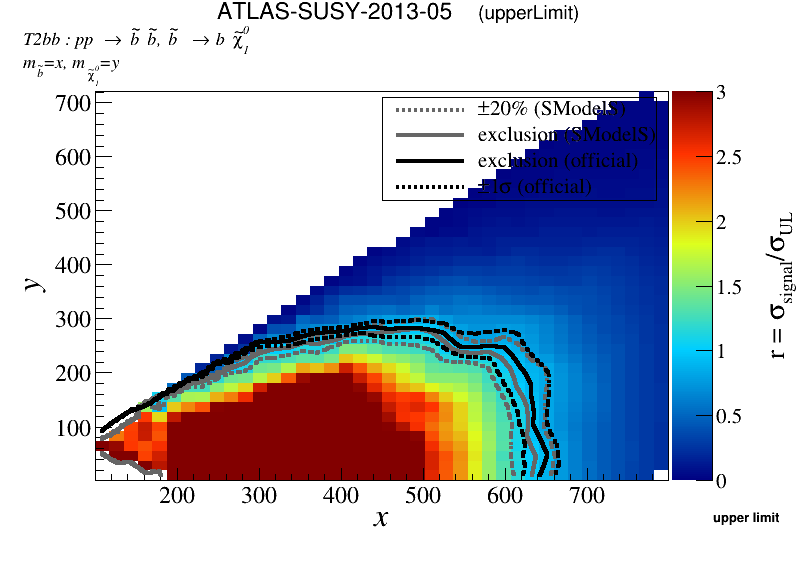 ATLAS-SUSY-2013-05 (upperLimit)
T2bb : pp → b̃ b̃, b̃ → b χ̃₁⁰
m_b̃=x, m_χ̃₁⁰=y
±20% (SModelS)
exclusion (SModelS)
exclusion (official)
±1σ (official)
700
600
500
400
300
200
100
y
200
300
400
500
600
700
x
3
2.5
2
1.5
1
0.5
0
r = σ_signal/σ_UL
upper limit